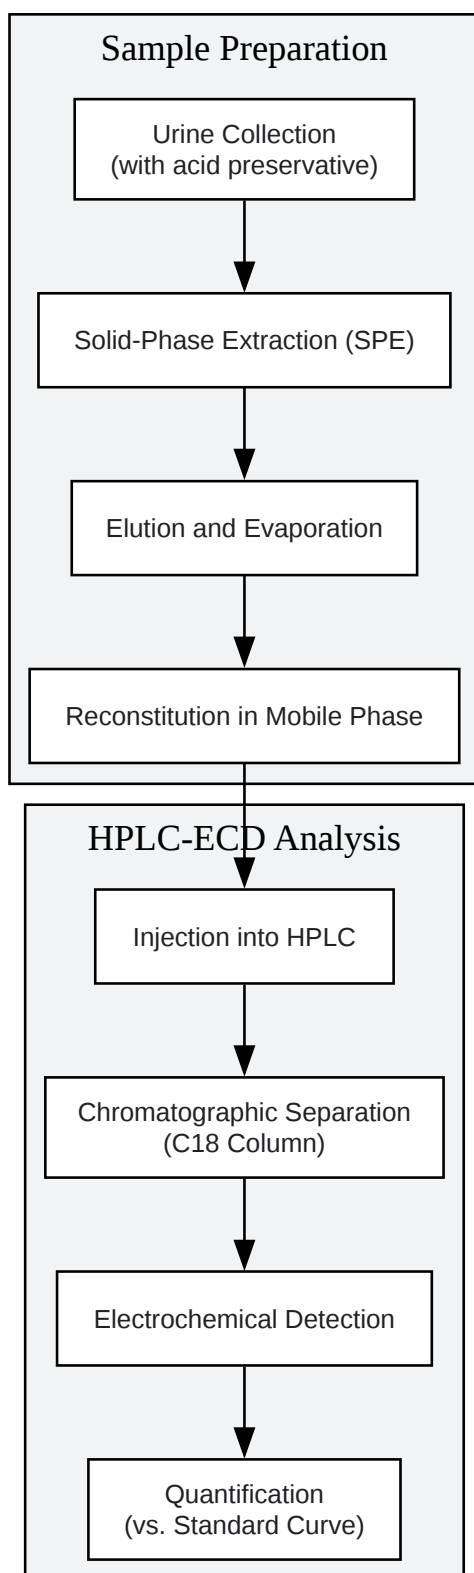 Sample Preparation
Urine Collection
(with acid preservative)
Solid-Phase Extraction (SPE)
Elution and Evaporation
Reconstitution in Mobile Phase
HPLC-ECD Analysis
Injection into HPLC
Chromatographic Separation
(C18 Column)
Electrochemical Detection
Quantification
(vs. Standard Curve)